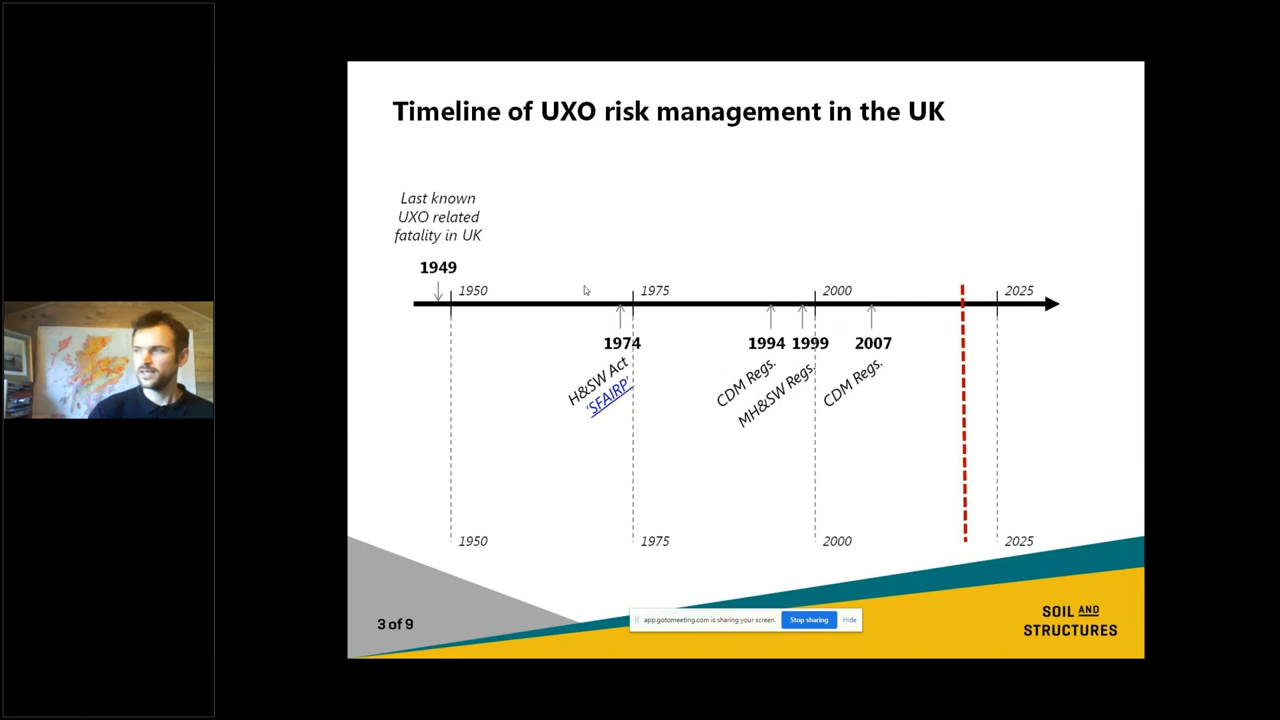 Timeline of UXO risk management in the UK
Last known
UXO related
fatality in UK
1949
1950
1975
2000
2025
1974
1994
1999
2007
H&SW Act
'SFAIRP'
CDM Regs.
MH&SW Regs.
CDM Regs.
1950
1975
2000
2025
3 of 9
app.gotomeeting.com is sharing your screen.
Stop sharing
Hide
SOIL AND
STRUCTURES